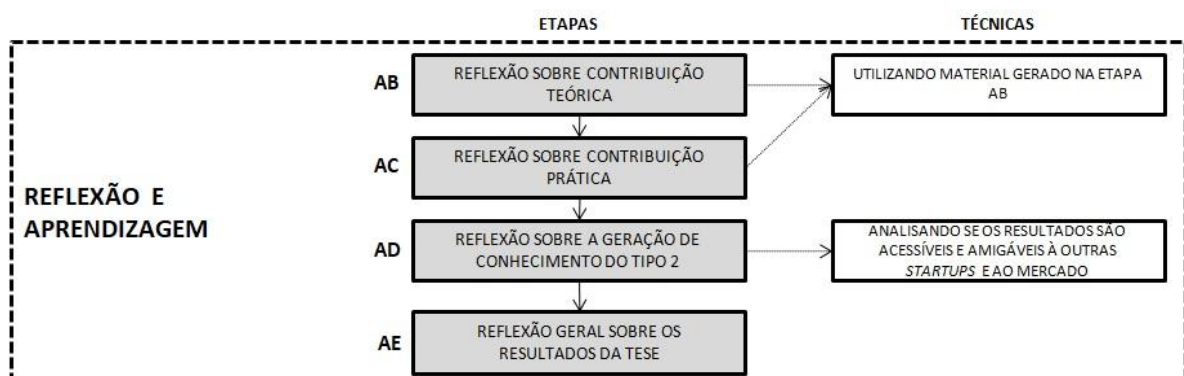 ETAPAS
TÉCNICAS
AB
REFLEXÃO SOBRE CONTRIBUIÇÃO
TEÓRICA
UTILIZANDO MATERIAL GERADO NA ETAPA
AB
AC
REFLEXÃO SOBRE CONTRIBUIÇÃO
PRÁTICA
REFLEXÃO E
APRENDIZAGEM
AD
REFLEXÃO SOBRE A GERAÇÃO DE
CONHECIMENTO DO TIPO 2
ANALISANDO SE OS RESULTADOS SÃO
ACESSÍVEIS E AMIGÁVEIS À OUTRAS
STARTUPS E AO MERCADO
AE
REFLEXÃO GERAL SOBRE OS
RESULTADOS DA TESE